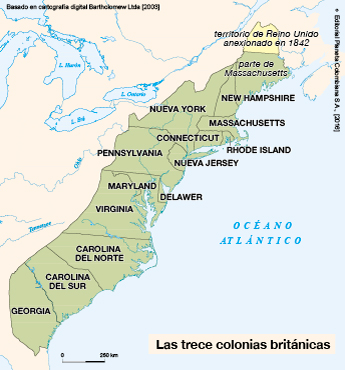 Basado en cartografía digital Bartholomew Ltda [2003]
© Editorial Planeta Colombiana S.A. [2016]
territorio de Reino Unido
anexionado en 1842
parte de
Massachusetts
L. Hurón
L. Ontario
L. Erie
NUEVA YORK
NEW HAMPSHIRE
MASSACHUSETTS
CONNECTICUT
RHODE ISLAND
PENNSYLVANIA
NUEVA JERSEY
Ohio
MARYLAND
DELAWER
VIRGINIA
OCÉANO
ATLÁNTICO
CAROLINA
DEL NORTE
CAROLINA
DEL SUR
GEORGIA
Las trece colonias británicas
0 250 km